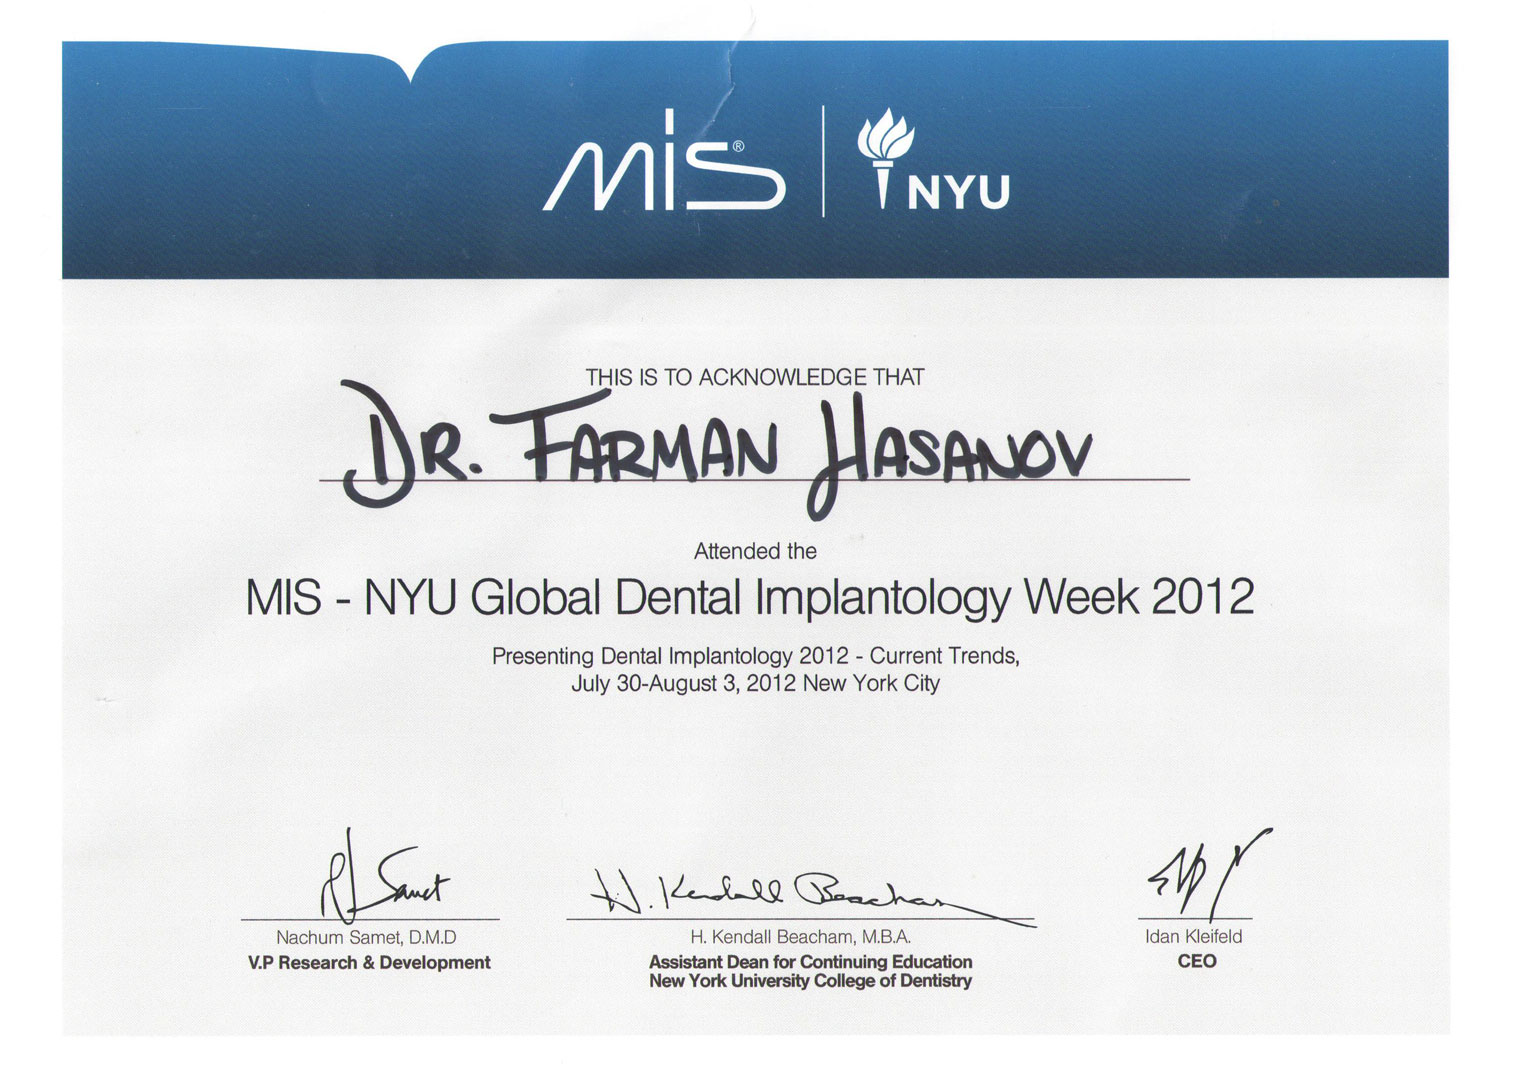 MIS®
NYU
THIS IS TO ACKNOWLEDGE THAT
DR. FARMAN HASANOV
Attended the
MIS - NYU Global Dental Implantology Week 2012
Presenting Dental Implantology 2012 - Current Trends,
July 30-August 3, 2012 New York City
H. Kendall Beacham
Nachum Samet, D.M.D
V.P Research & Development
H. Kendall Beacham, M.B.A.
Assistant Dean for Continuing Education
New York University College of Dentistry
Idan Kleifeld
CEO